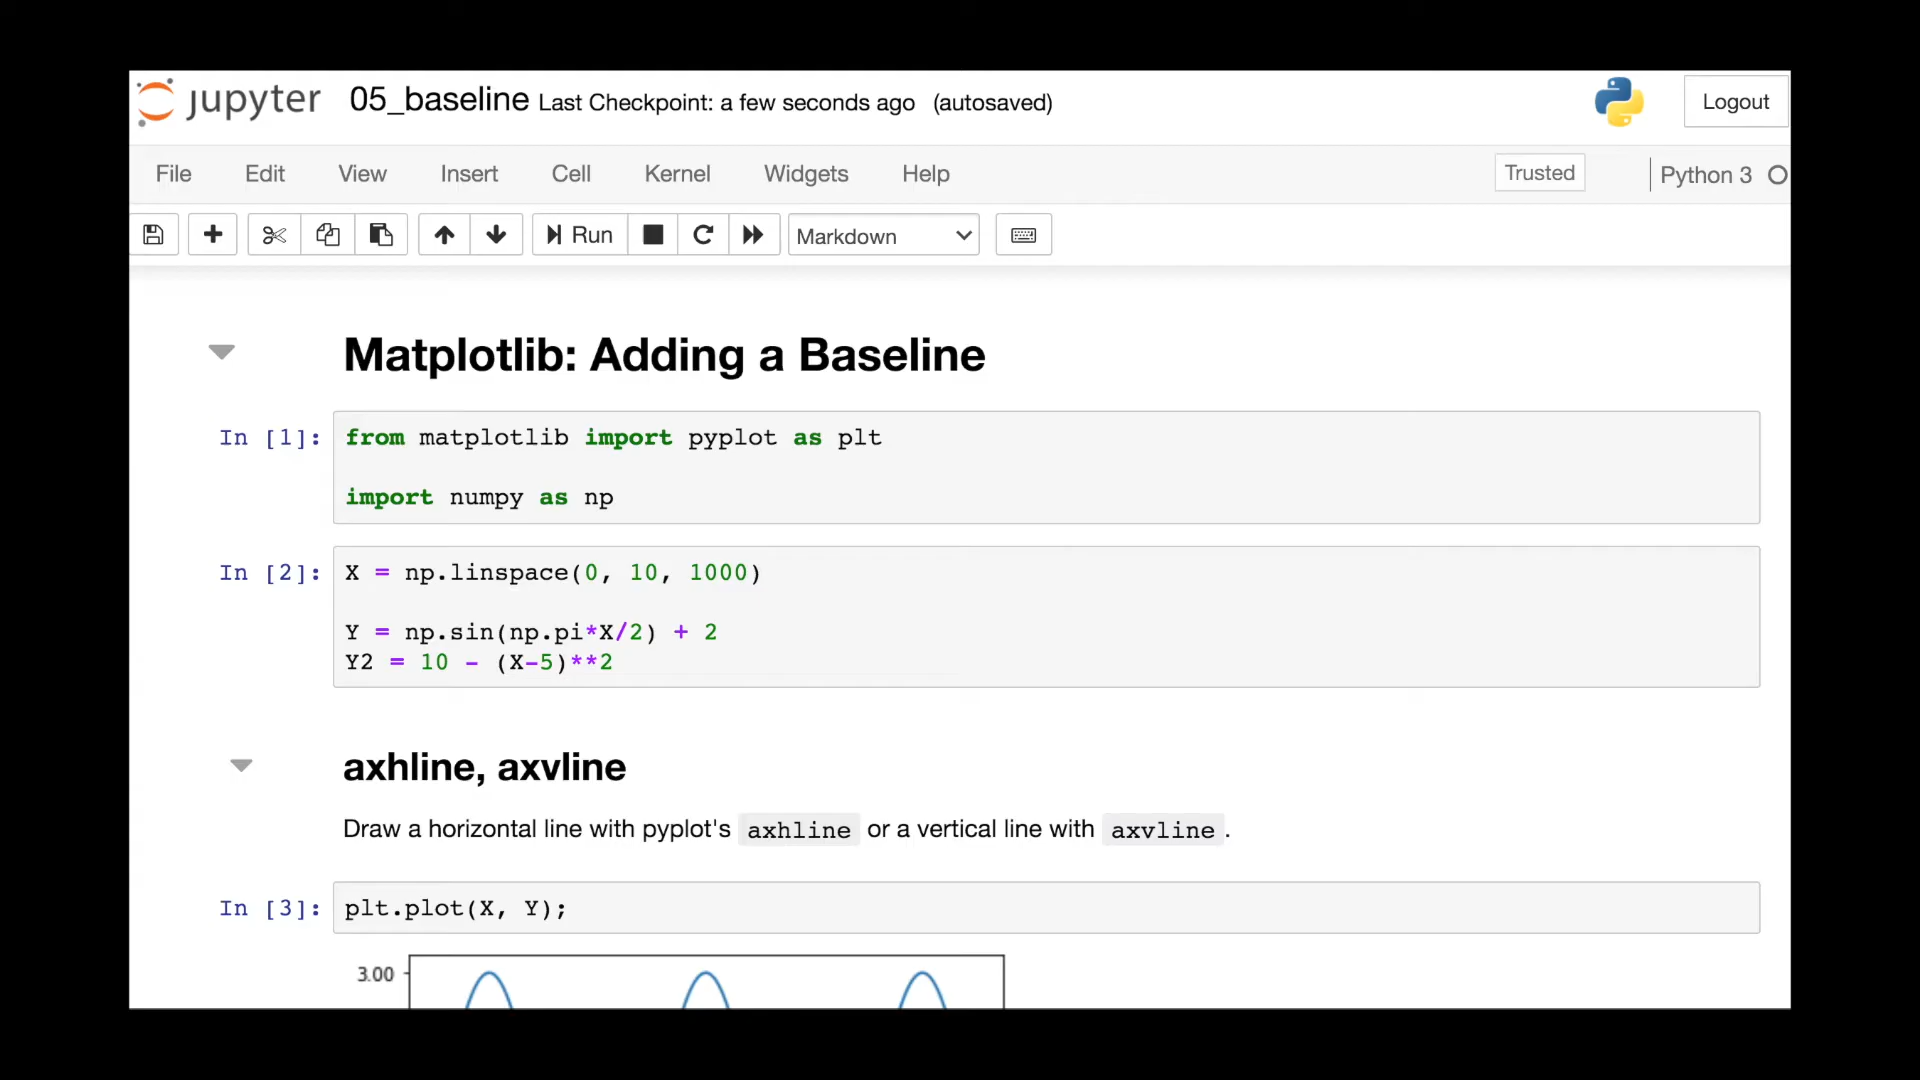 jupyter 05_baseline Last Checkpoint: a few seconds ago (autosaved) Logout
File Edit View Insert Cell Kernel Widgets Help Trusted Python 3
Run Markdown
Matplotlib: Adding a Baseline
In [1]: from matplotlib import pyplot as plt
import numpy as np
In [2]: X = np.linspace(0, 10, 1000)
Y = np.sin(np.pi*X/2) + 2
Y2 = 10 - (X-5)**2
axhline, axvline
Draw a horizontal line with pyplot's axhline or a vertical line with axvline.
In [3]: plt.plot(X, Y);
3.00